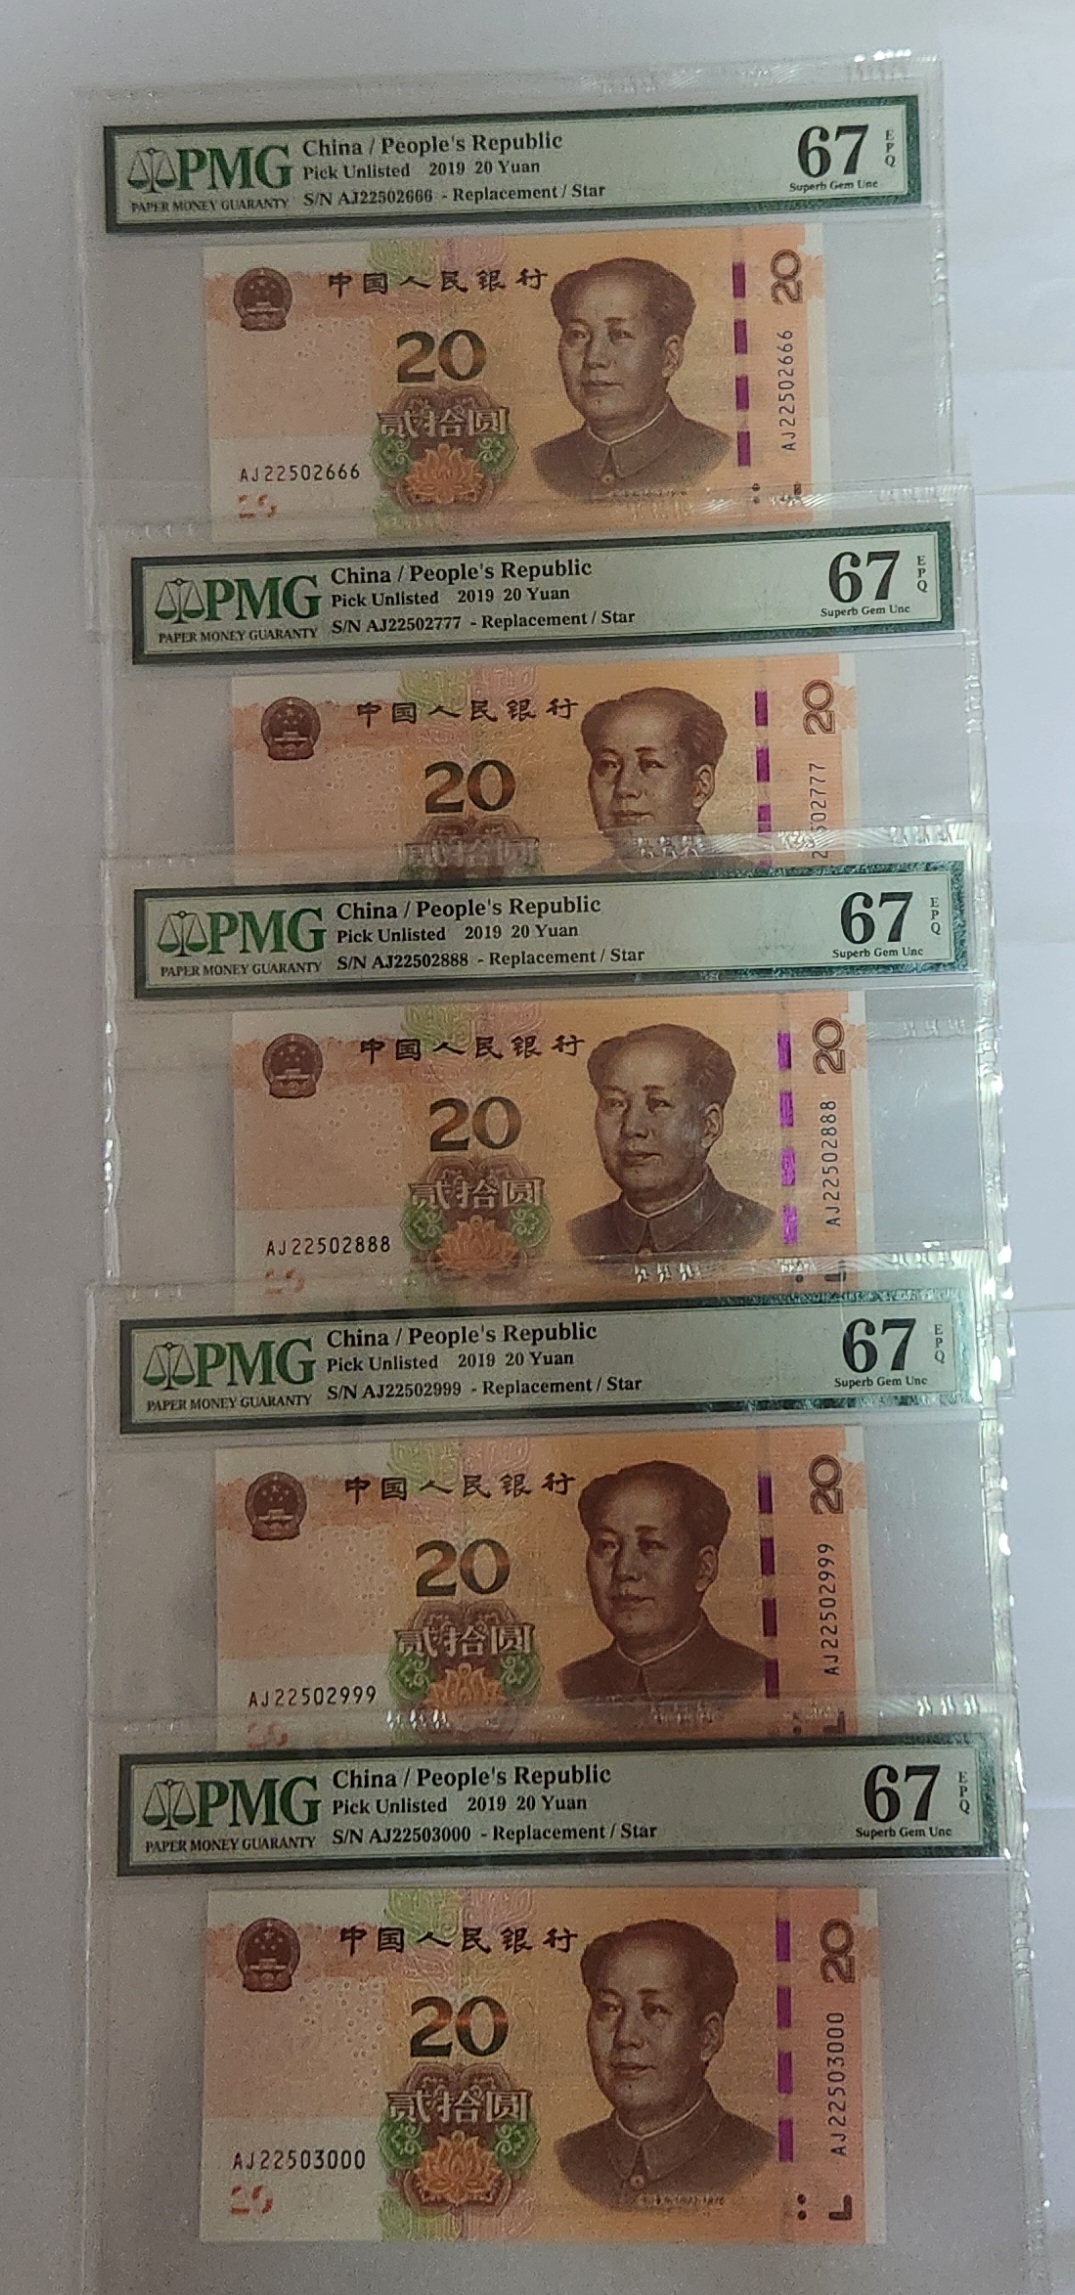 PMG
PAPER MONEY GUARANTY
China / People's Republic
Pick Unlisted 2019 20 Yuan
S/N AJ22502666 - Replacement / Star
67 EPQ
Superb Gem Unc
中国人民银行
20
20
贰拾圆
AJ22502666
AJ22502666
PMG
PAPER MONEY GUARANTY
China / People's Republic
Pick Unlisted 2019 20 Yuan
S/N AJ22502777 - Replacement / Star
67 EPQ
Superb Gem Unc
中国人民银行
20
20
贰拾圆
PMG
PAPER MONEY GUARANTY
China / People's Republic
Pick Unlisted 2019 20 Yuan
S/N AJ22502888 - Replacement / Star
67 EPQ
Superb Gem Unc
中国人民银行
20
20
贰拾圆
AJ22502888
AJ22502888
PMG
PAPER MONEY GUARANTY
China / People's Republic
Pick Unlisted 2019 20 Yuan
S/N AJ22502999 - Replacement / Star
67 EPQ
Superb Gem Unc
中国人民银行
20
20
贰拾圆
AJ22502999
AJ22502999
PMG
PAPER MONEY GUARANTY
China / People's Republic
Pick Unlisted 2019 20 Yuan
S/N AJ22503000 - Replacement / Star
67 EPQ
Superb Gem Unc
中国人民银行
20
20
贰拾圆
AJ22503000
AJ22503000